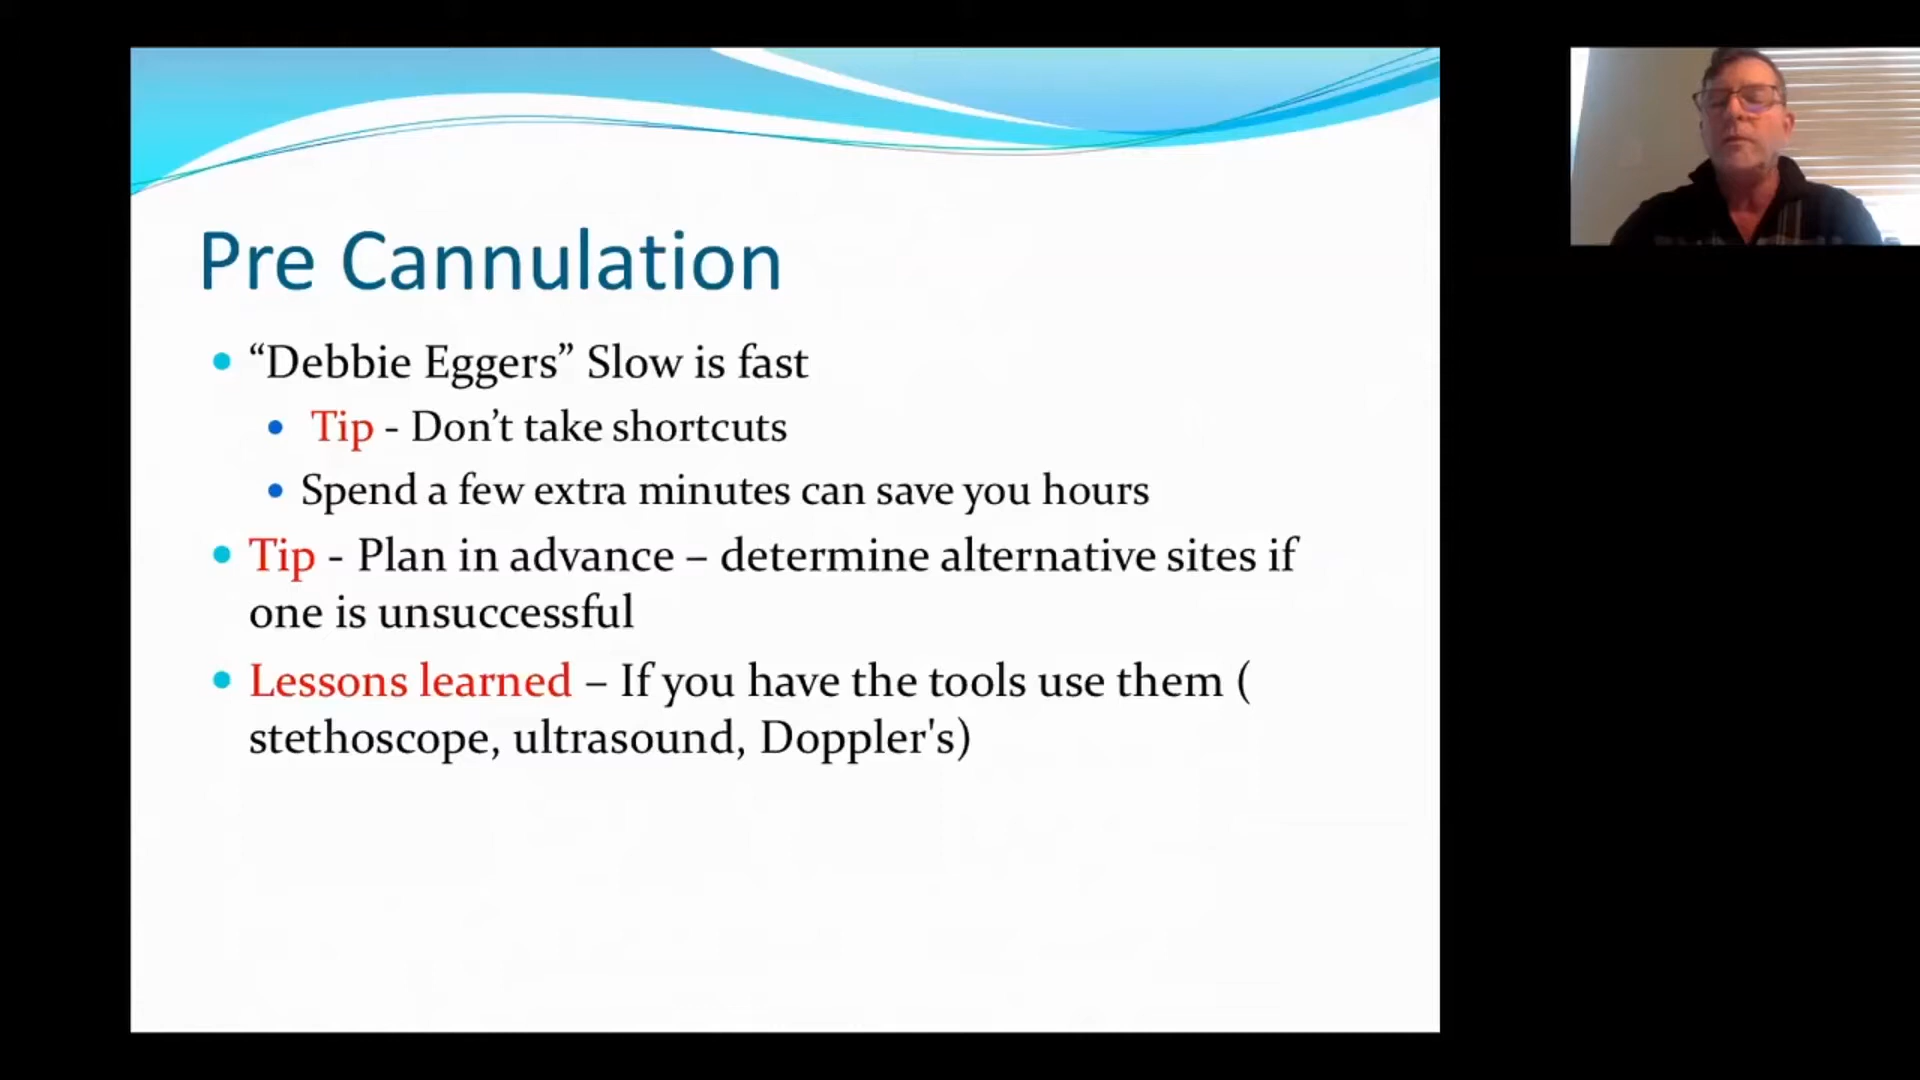 Pre Cannulation
“Debbie Eggers” Slow is fast
Tip - Don’t take shortcuts
Spend a few extra minutes can save you hours
Tip - Plan in advance – determine alternative sites if
one is unsuccessful
Lessons learned – If you have the tools use them (
stethoscope, ultrasound, Doppler's)